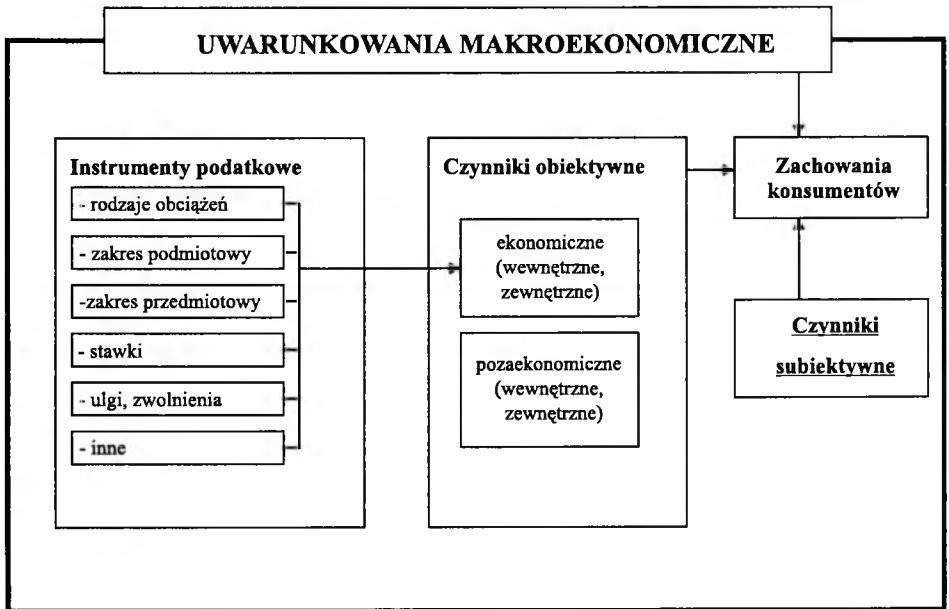 UWARUNKOWANIA MAKROEKONOMICZNE
Instrumenty podatkowe
- rodzaje obciążeń
- zakres podmiotowy
-zakres przedmiotowy
- stawki
- ulgi, zwolnienia
- inne
Czynniki obiektywne
ekonomiczne
(wewnętrzne,
zewnętrzne)
pozaekonomiczne
(wewnętrzne,
zewnętrzne)
Zachowania
konsumentów
Czynniki
subiektywne